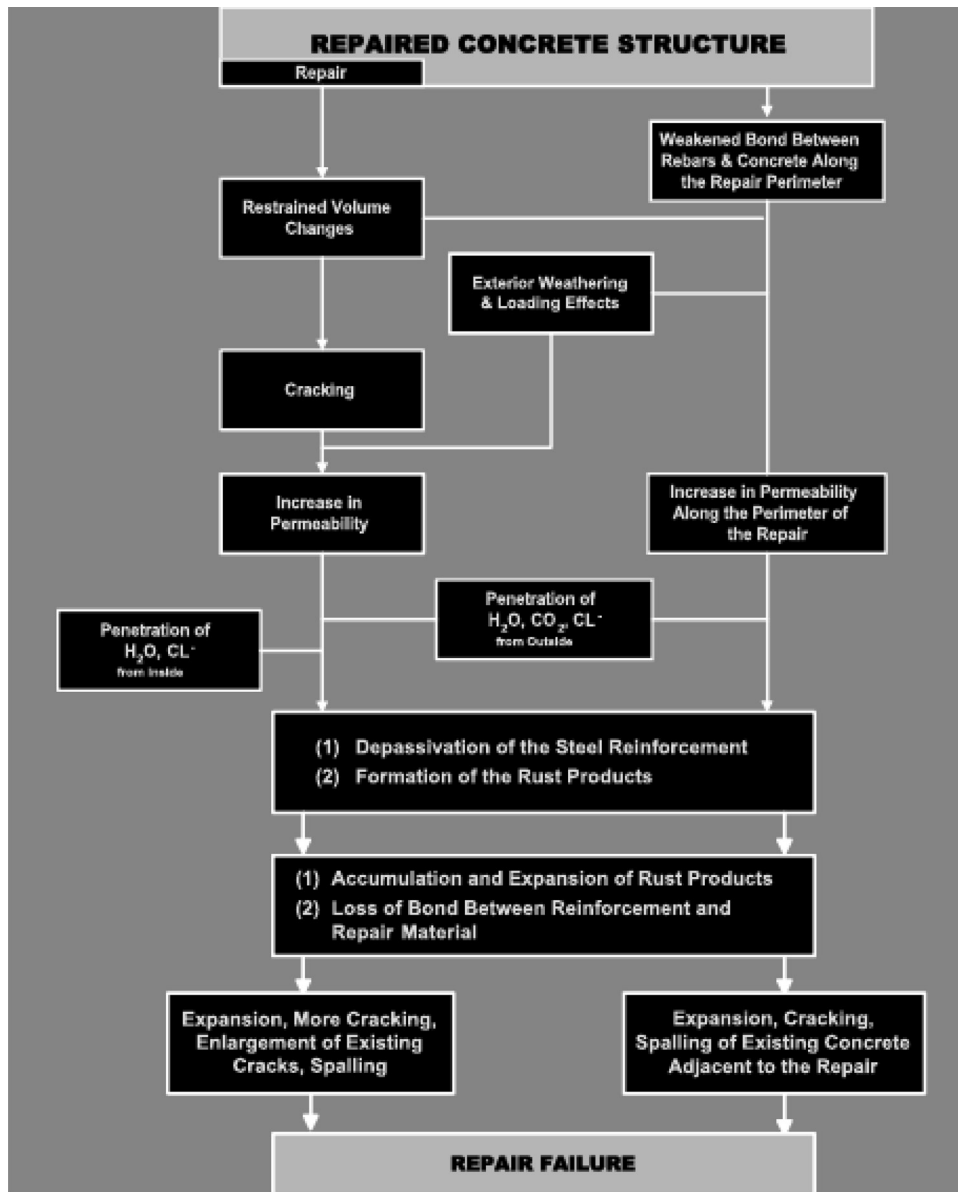 REPAIRED CONCRETE STRUCTURE
Repair
Weakened Bond Between
Rebars & Concrete Along
the Repair Perimeter
Restrained Volume
Changes
Exterior Weathering
& Loading Effects
Cracking
Increase in
Permeability
Increase in Permeability
Along the Perimeter of
the Repair
Penetration of
H₂O, CO₂, CL⁻
from Outside
Penetration of
H₂O, CL⁻
from Inside
(1) Depassivation of the Steel Reinforcement
(2) Formation of the Rust Products
(1) Accumulation and Expansion of Rust Products
(2) Loss of Bond Between Reinforcement and
Repair Material
Expansion, More Cracking,
Enlargement of Existing
Cracks, Spalling
Expansion, Cracking,
Spalling of Existing Concrete
Adjacent to the Repair
REPAIR FAILURE